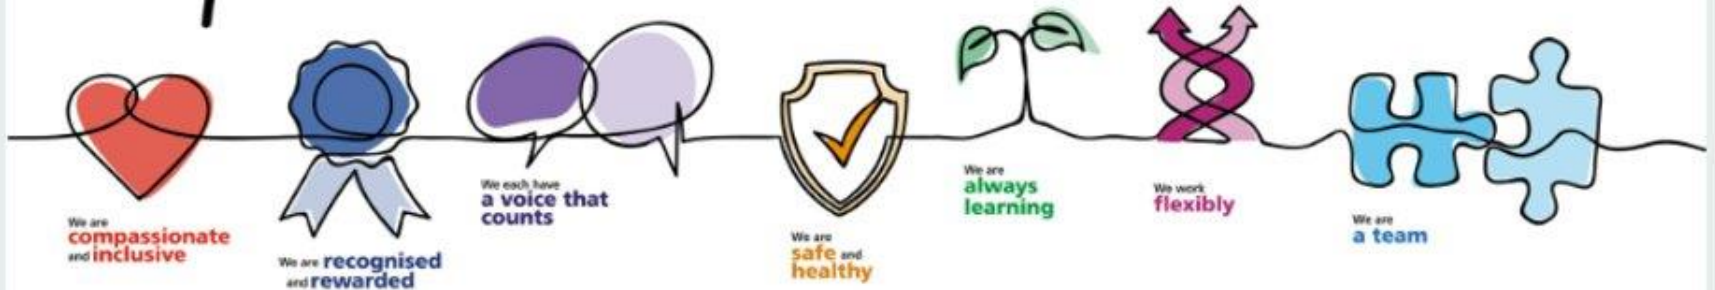 We are
compassionate
and inclusive
We are recognised
and rewarded
We each have
a voice that
counts
We are
safe and
healthy
We are
always
learning
We work
flexibly
We are
a team